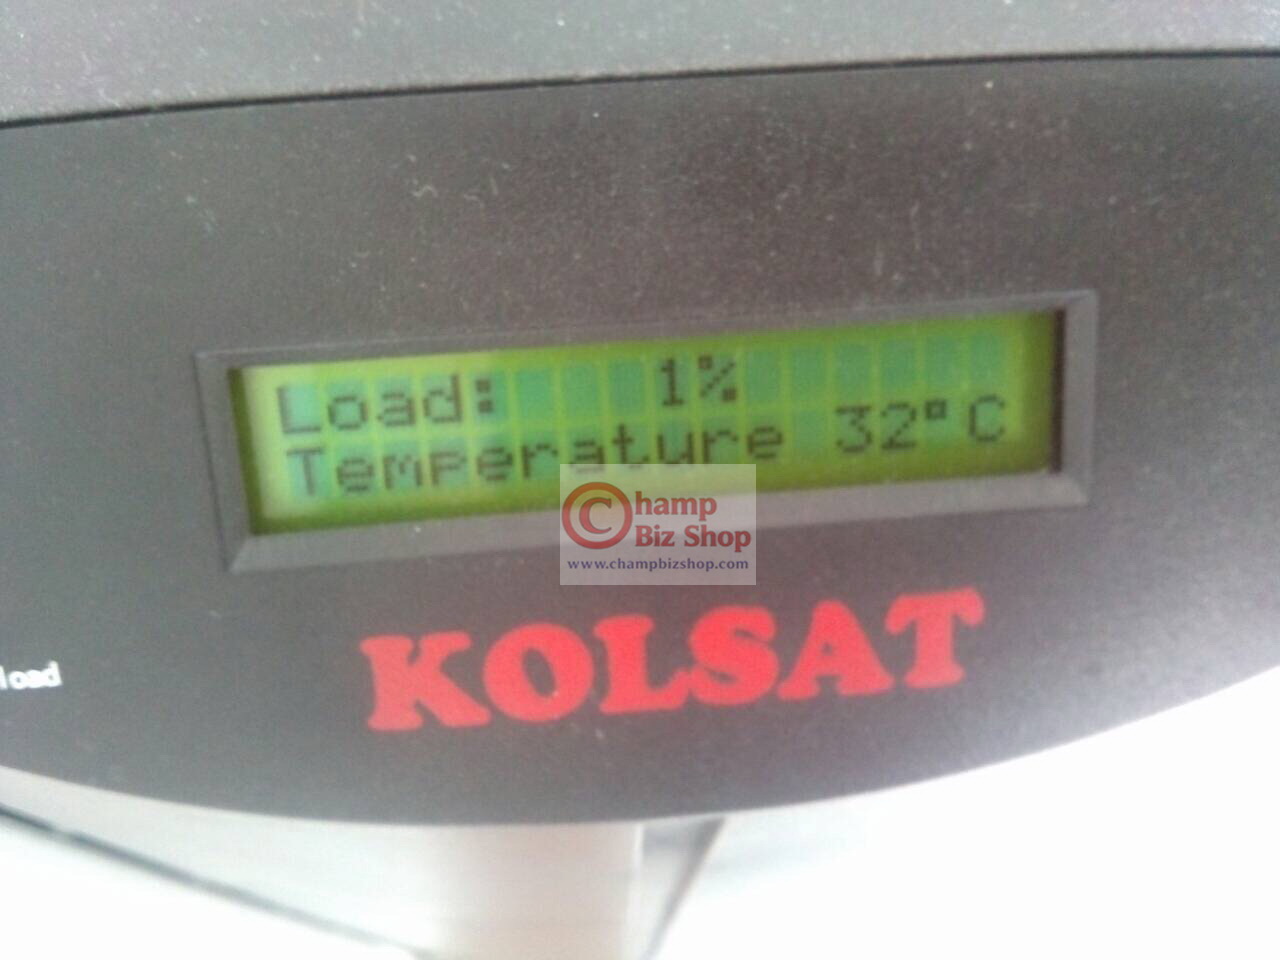 Load: 1%
Temperature 32°C
Champ
Biz Shop
www.champbizshop.com
KOLSAT
load